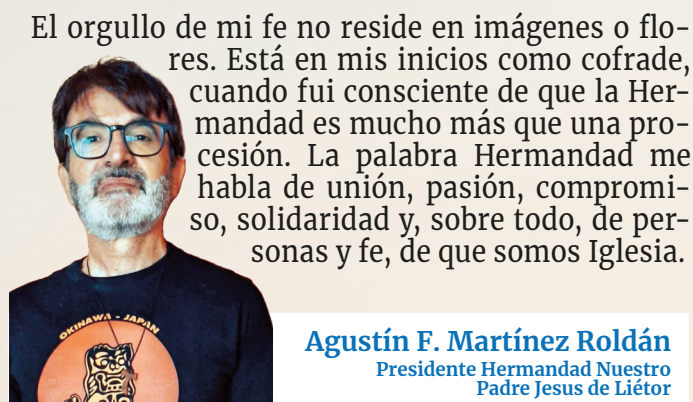 El orgullo de mi fe no reside en imágenes o flo-
res. Está en mis inicios como cofrade,
cuando fui consciente de que la Her-
mandad es mucho más que una pro-
cesión. La palabra Hermandad me
habla de unión, pasión, compromi-
so, solidaridad y, sobre todo, de per-
sonas y fe, de que somos Iglesia.
OKINAWA - JAPAN
Agustín F. Martínez Roldán
Presidente Hermandad Nuestro
Padre Jesus de Liétor